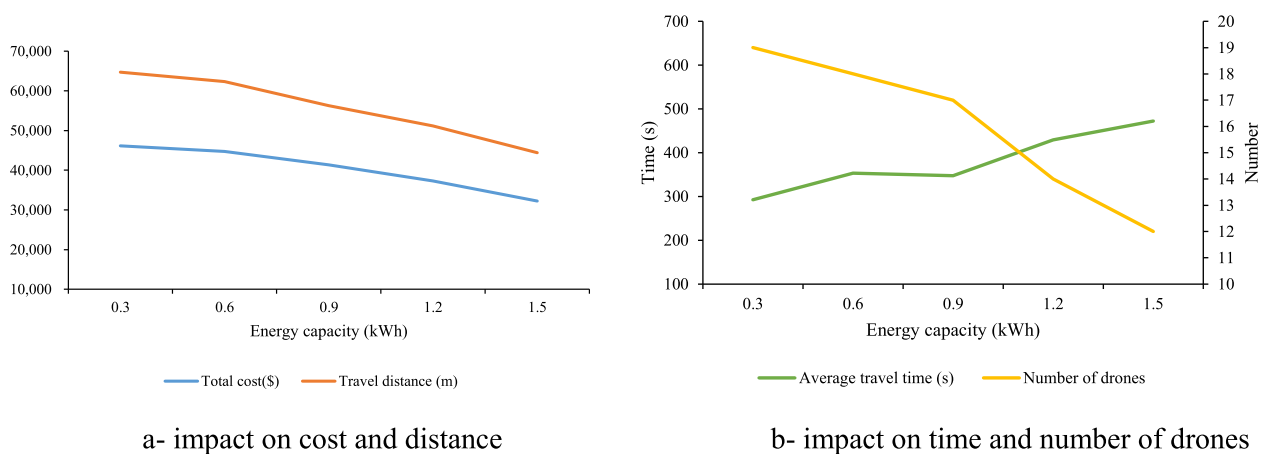 70,000
60,000
50,000
40,000
30,000
20,000
10,000
0.3 0.6 0.9 1.2 1.5
Energy capacity (kWh)
Total cost($) Travel distance (m)
a- impact on cost and distance
700
600
500
400
300
200
100
Time (s)
20
19
18
17
16
15
14
13
12
11
10
Number
0.3 0.6 0.9 1.2 1.5
Energy capacity (kWh)
Average travel time (s) Number of drones
b- impact on time and number of drones